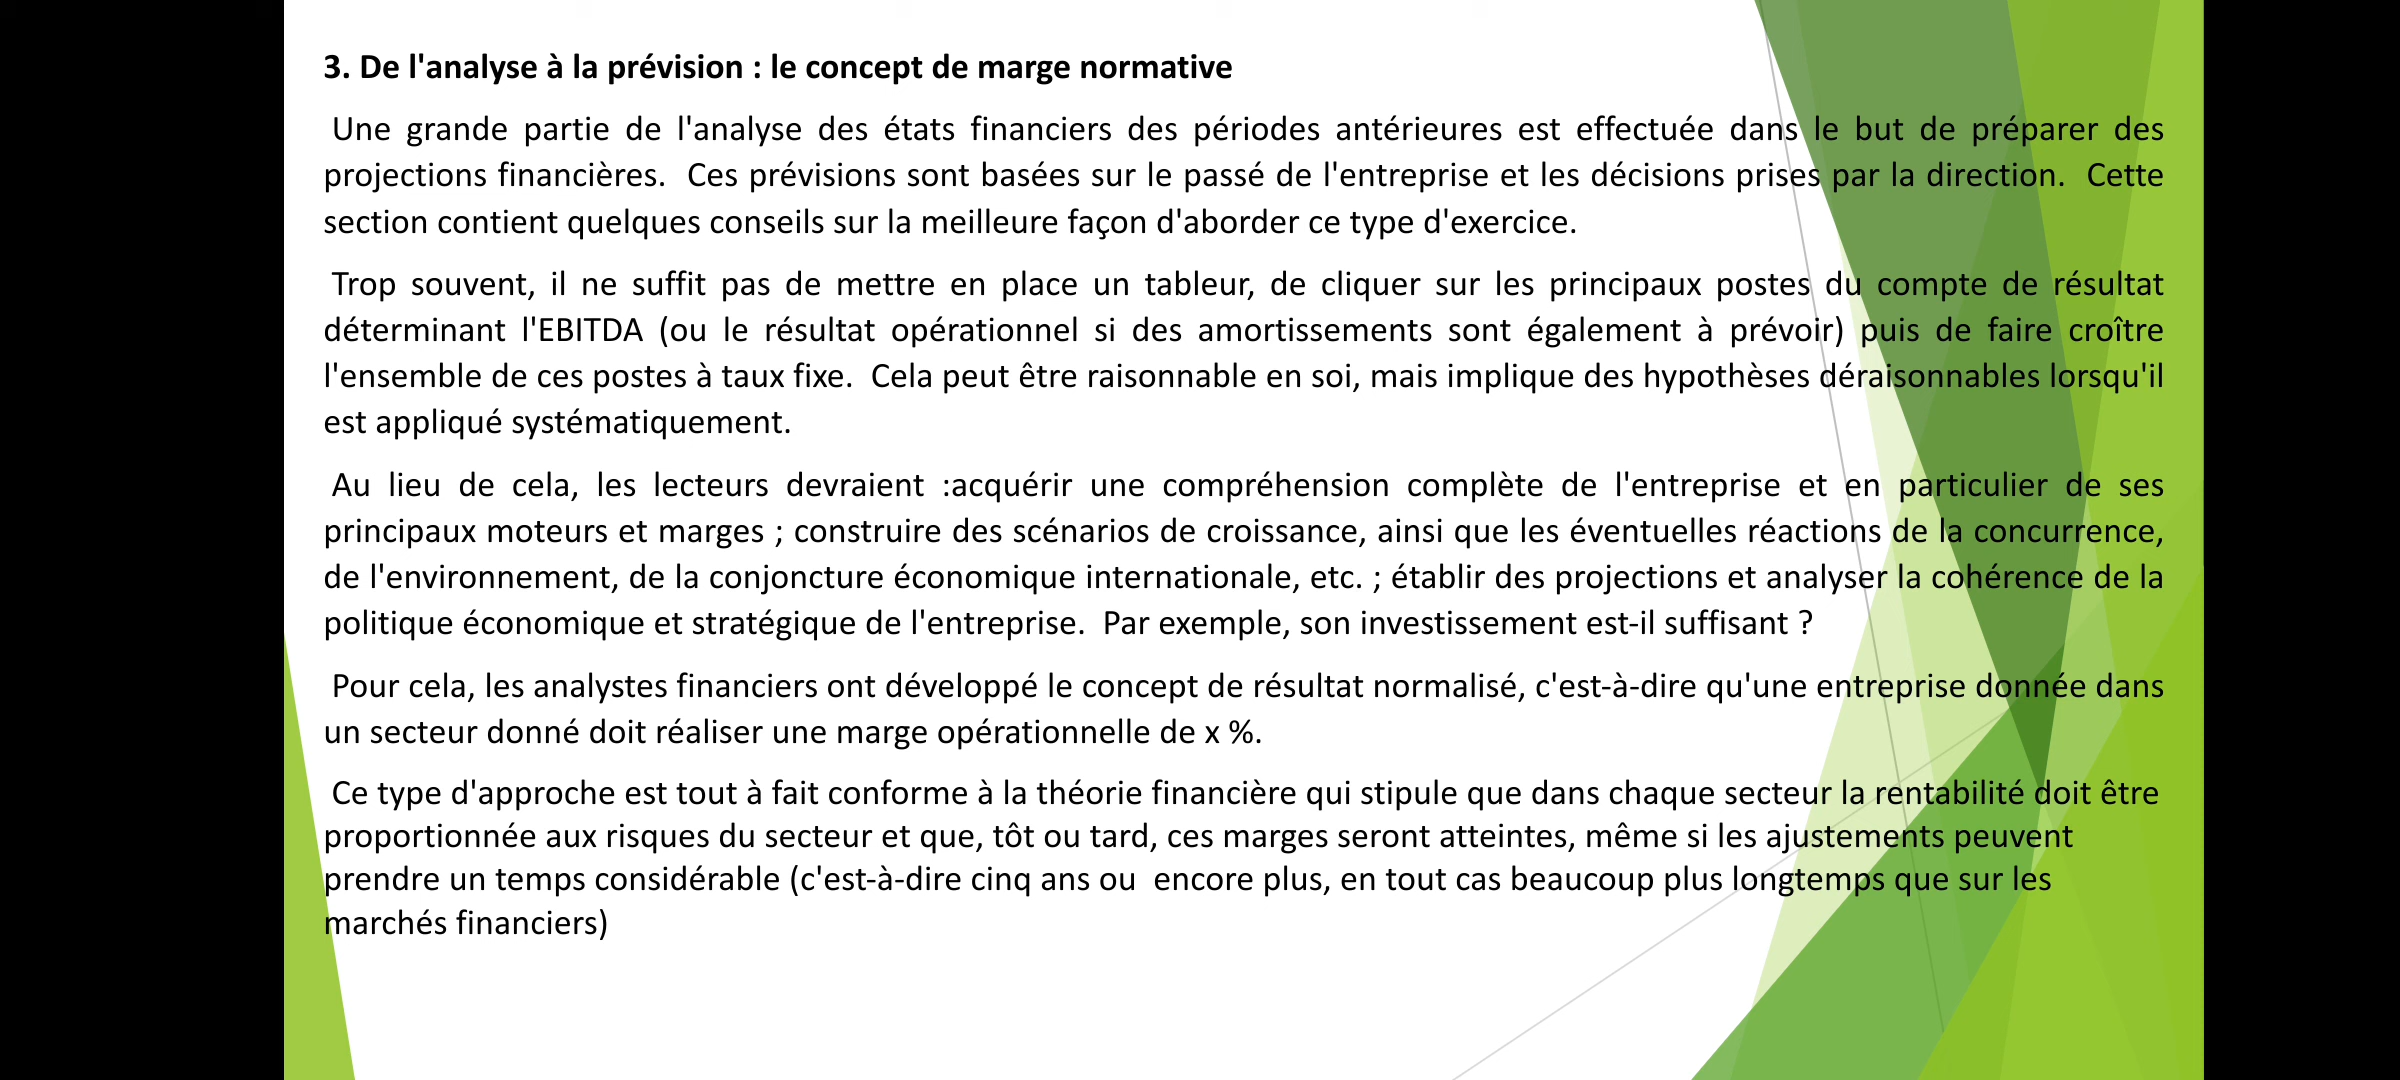 3. De l'analyse à la prévision : le concept de marge normative
Une grande partie de l'analyse des états financiers des périodes antérieures est effectuée dans le but de préparer des
projections financières. Ces prévisions sont basées sur le passé de l'entreprise et les décisions prises par la direction. Cette
section contient quelques conseils sur la meilleure façon d'aborder ce type d'exercice.
Trop souvent, il ne suffit pas de mettre en place un tableur, de cliquer sur les principaux postes du compte de résultat
déterminant l'EBITDA (ou le résultat opérationnel si des amortissements sont également à prévoir) puis de faire croître
l'ensemble de ces postes à taux fixe. Cela peut être raisonnable en soi, mais implique des hypothèses déraisonnables lorsqu'il
est appliqué systématiquement.
Au lieu de cela, les lecteurs devraient :acquérir une compréhension complète de l'entreprise et en particulier de ses
principaux moteurs et marges ; construire des scénarios de croissance, ainsi que les éventuelles réactions de la concurrence,
de l'environnement, de la conjoncture économique internationale, etc. ; établir des projections et analyser la cohérence de la
politique économique et stratégique de l'entreprise. Par exemple, son investissement est-il suffisant ?
Pour cela, les analystes financiers ont développé le concept de résultat normalisé, c'est-à-dire qu'une entreprise donnée dans
un secteur donné doit réaliser une marge opérationnelle de x %.
Ce type d'approche est tout à fait conforme à la théorie financière qui stipule que dans chaque secteur la rentabilité doit être
proportionnée aux risques du secteur et que, tôt ou tard, ces marges seront atteintes, même si les ajustements peuvent
prendre un temps considérable (c'est-à-dire cinq ans ou encore plus, en tout cas beaucoup plus longtemps que sur les
marchés financiers)